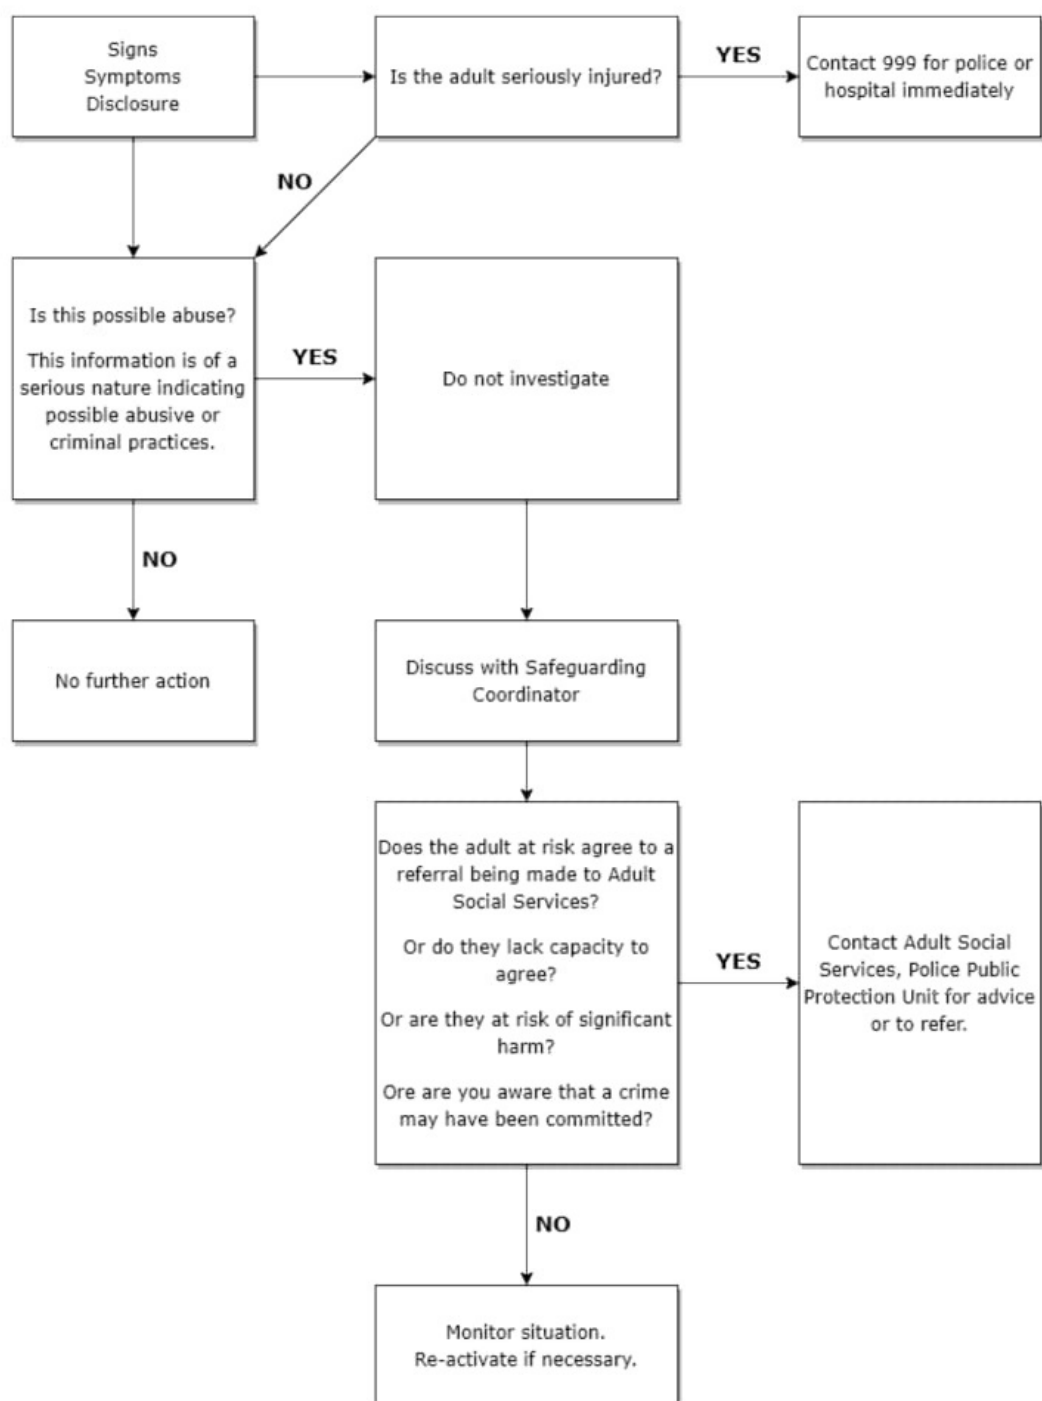 Signs
Symptoms
Disclosure
Is the adult seriously injured?
YES
Contact 999 for police or
hospital immediately
NO
Is this possible abuse?
This information is of a
serious nature indicating
possible abusive or
criminal practices.
YES
Do not investigate
NO
No further action
Discuss with Safeguarding
Coordinator
Does the adult at risk agree to a
referral being made to Adult
Social Services?
Or do they lack capacity to
agree?
Or are they at risk of significant
harm?
Ore are you aware that a crime
may have been committed?
YES
Contact Adult Social
Services, Police Public
Protection Unit for advice
or to refer.
NO
Monitor situation.
Re-activate if necessary.